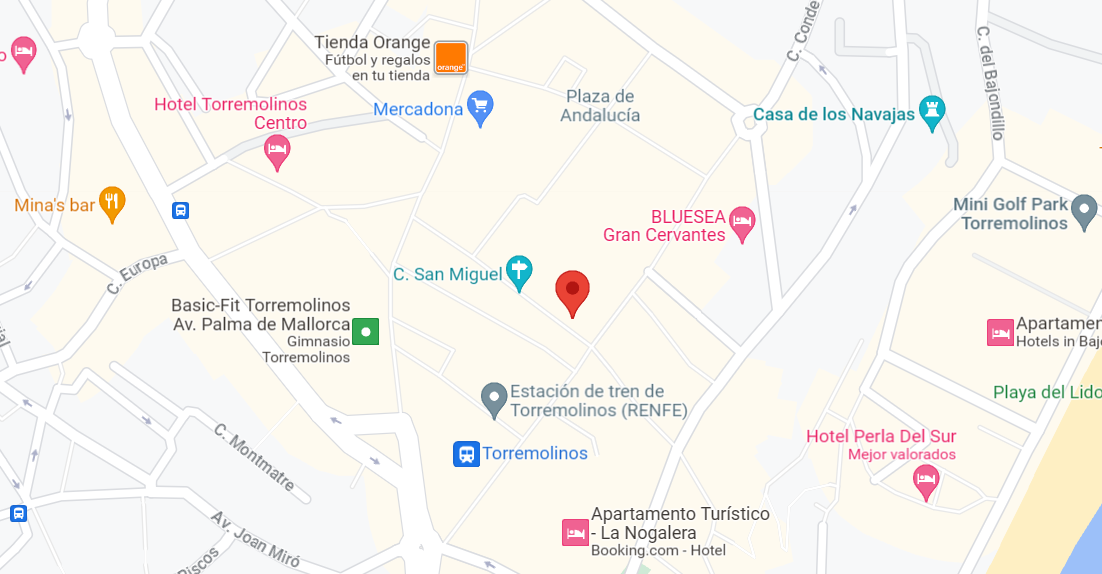 C. Conde
C. del Bajondillo
Tienda Orange
Fútbol y regalos
en tu tienda
orange
Mercadona
Plaza de
Andalucía
Casa de los Navajas
Hotel Torremolinos
Centro
Mina's bar
Mini Golf Park
Torremolinos
BLUESEA
Gran Cervantes
C. Europa
C. San Miguel
Basic-Fit Torremolinos
Av. Palma de Mallorca
Gimnasio
Torremolinos
Apartamen
Hotels in Baj
Estación de tren de
Torremolinos (RENFE)
Playa del Lido
Torremolinos
Hotel Perla Del Sur
Mejor valorados
C. Montmatre
Apartamento Turístico
- La Nogalera
Booking.com - Hotel
Av. Joan Miró
Piscos